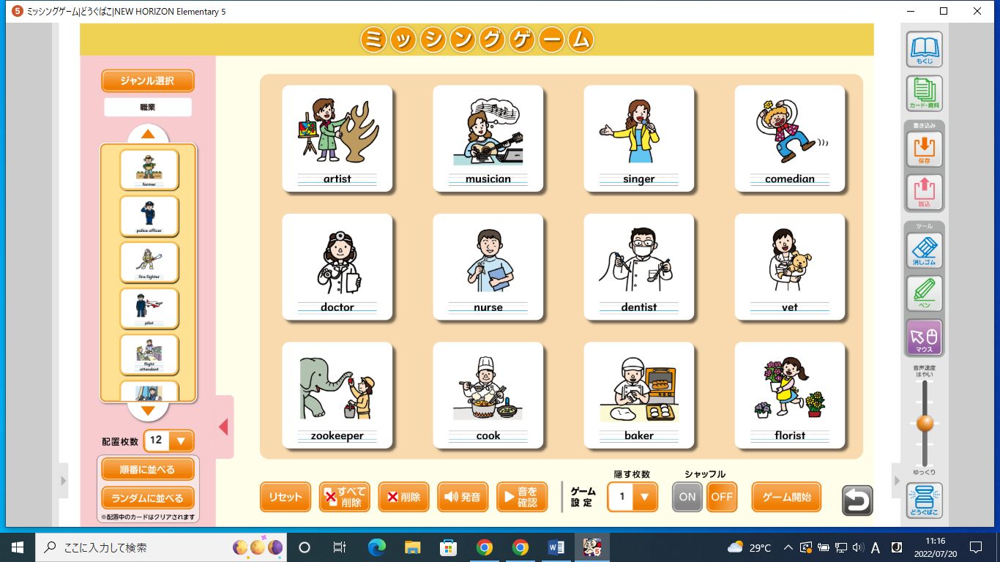 ミッシングゲーム|どうぐばこ|NEW HORIZON Elementary 5
ミッシングゲーム
ジャンル選択
職業
farmer
police officer
fire fighter
pilot
flight
attendant
配置枚数
12
順番に並べる
ランダムに並べる
※配置中のカードはクリアされます
artist
musician
singer
comedian
doctor
nurse
dentist
vet
zookeeper
cook
baker
florist
リセット
すべて
削除
削除
発音
音を
確認
ゲーム
設 定
隠す枚数
1
シャッフル
ON
OFF
ゲーム開始
もくじ
カード・資料
書き込み
保存
読込
ツール
消しゴム
ペン
マウス
音声速度
はやい
ゆっくり
どうぐばこ
ここに入力して検索
29°C
A
11:16
2022/07/20